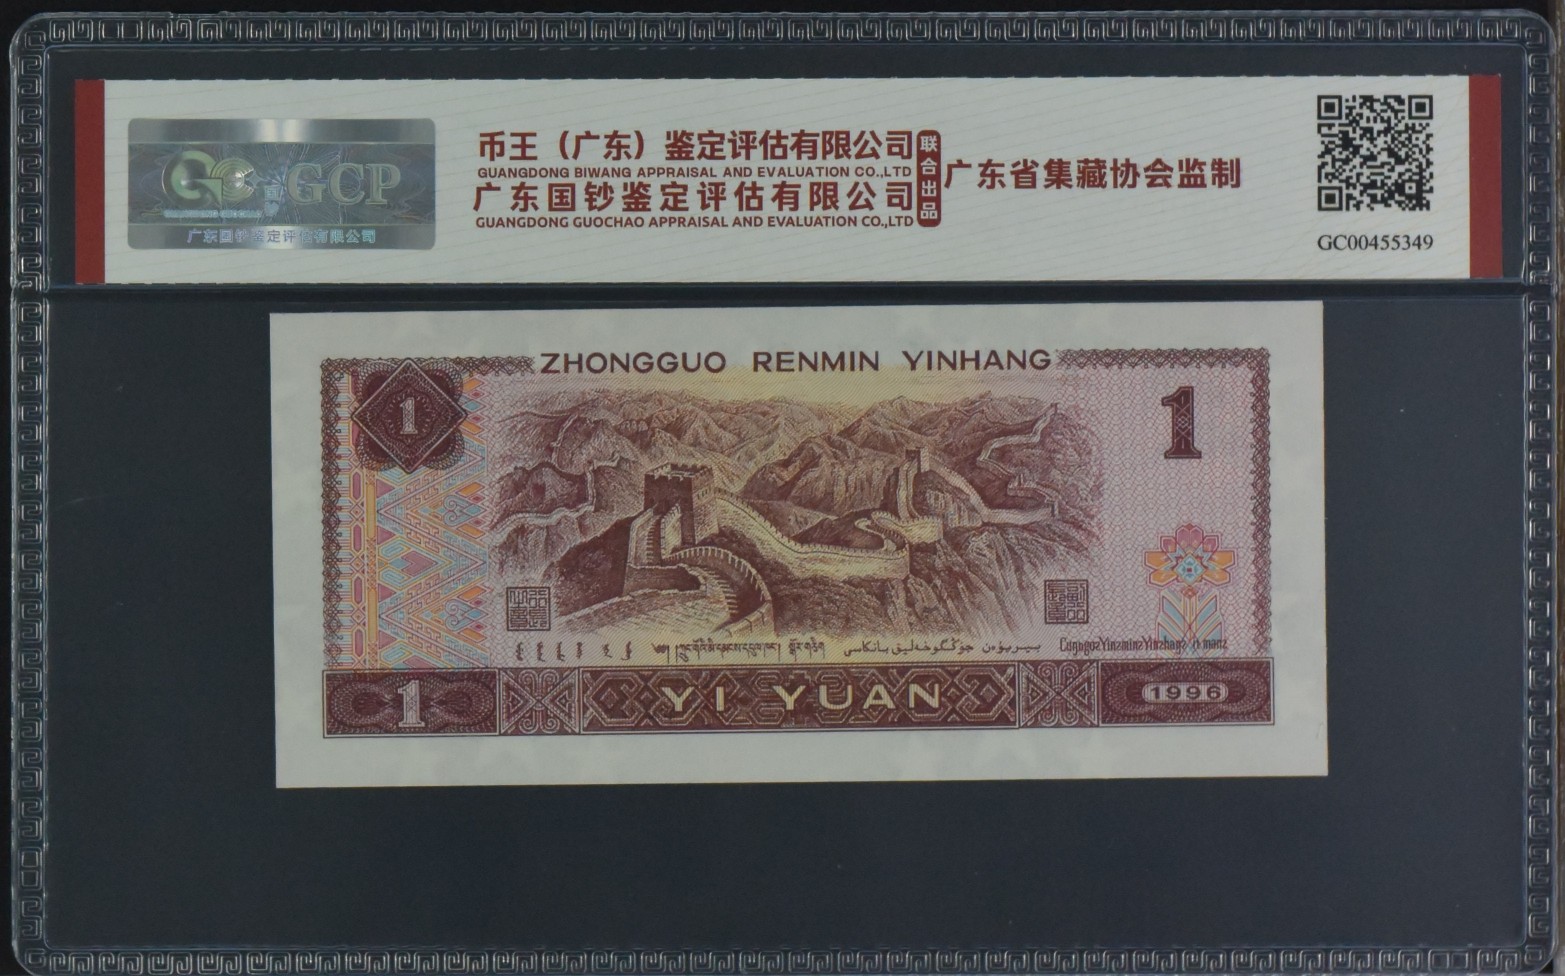 GCP
GUANGDONG GUOCHAO
广东国钞鉴定评估有限公司
币王（广东）鉴定评估有限公司
GUANGDONG BIWANG APPRAISAL AND EVALUATION CO.,LTD
广东国钞鉴定评估有限公司
GUANGDONG GUOCHAO APPRAISAL AND EVALUATION CO.,LTD
联合出品
广东省集藏协会监制
GC00455349
ZHONGGUO RENMIN YINHANG
1
1
1 YI YUAN 1996